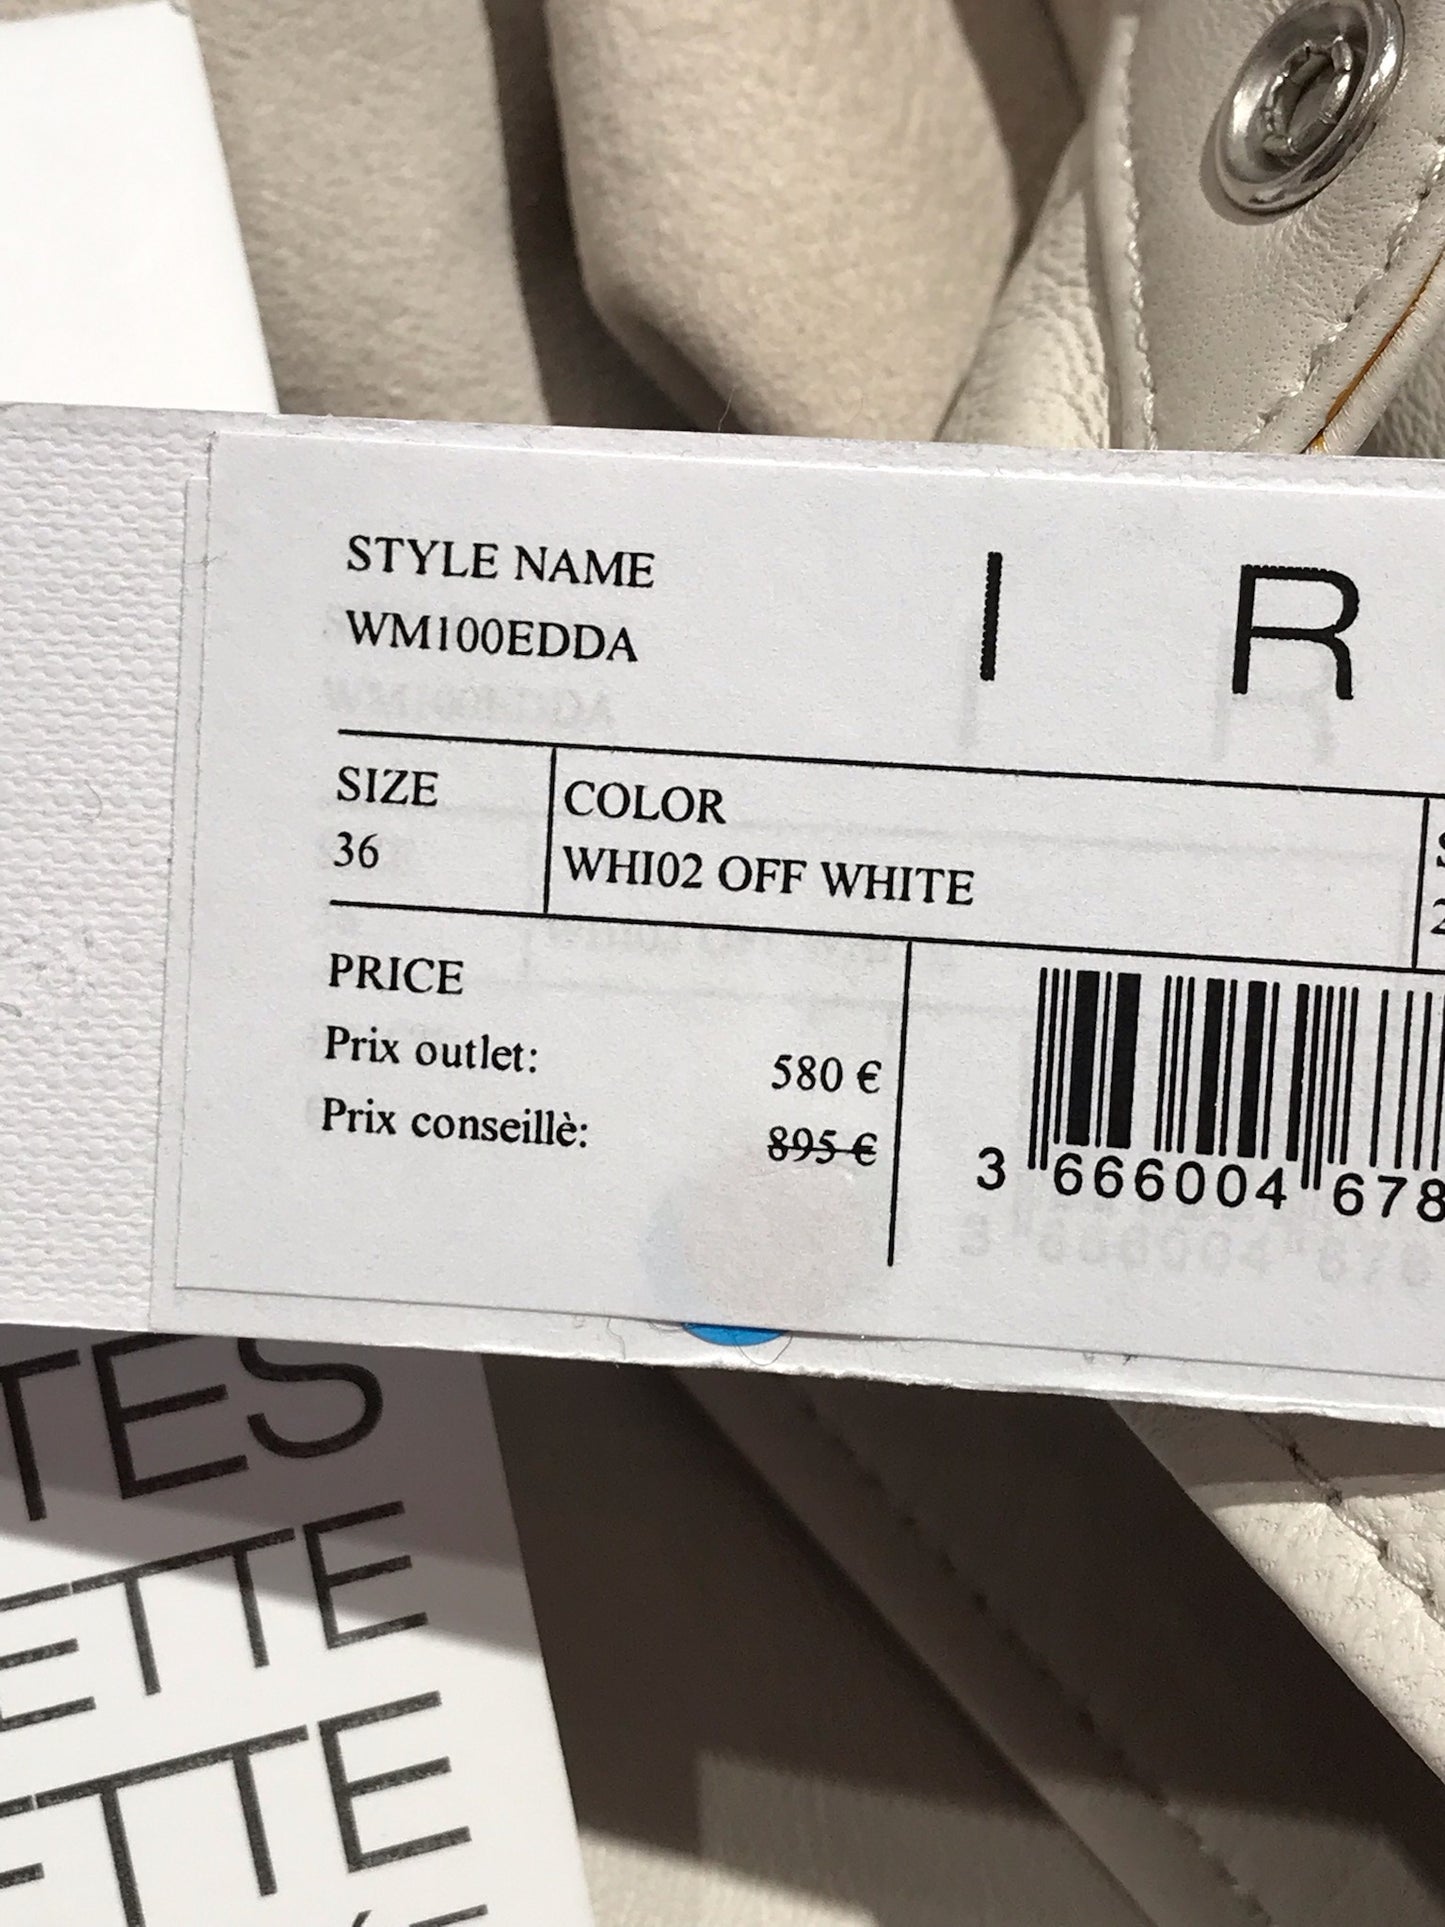 STYLE NAME
WM100EDDA
I R
SIZE
36
COLOR
WHI02 OFF WHITE
PRICE
Prix outlet: 580 €
Prix conseillè: 895 €
3 666004 678
TES
ETTE
ETTE